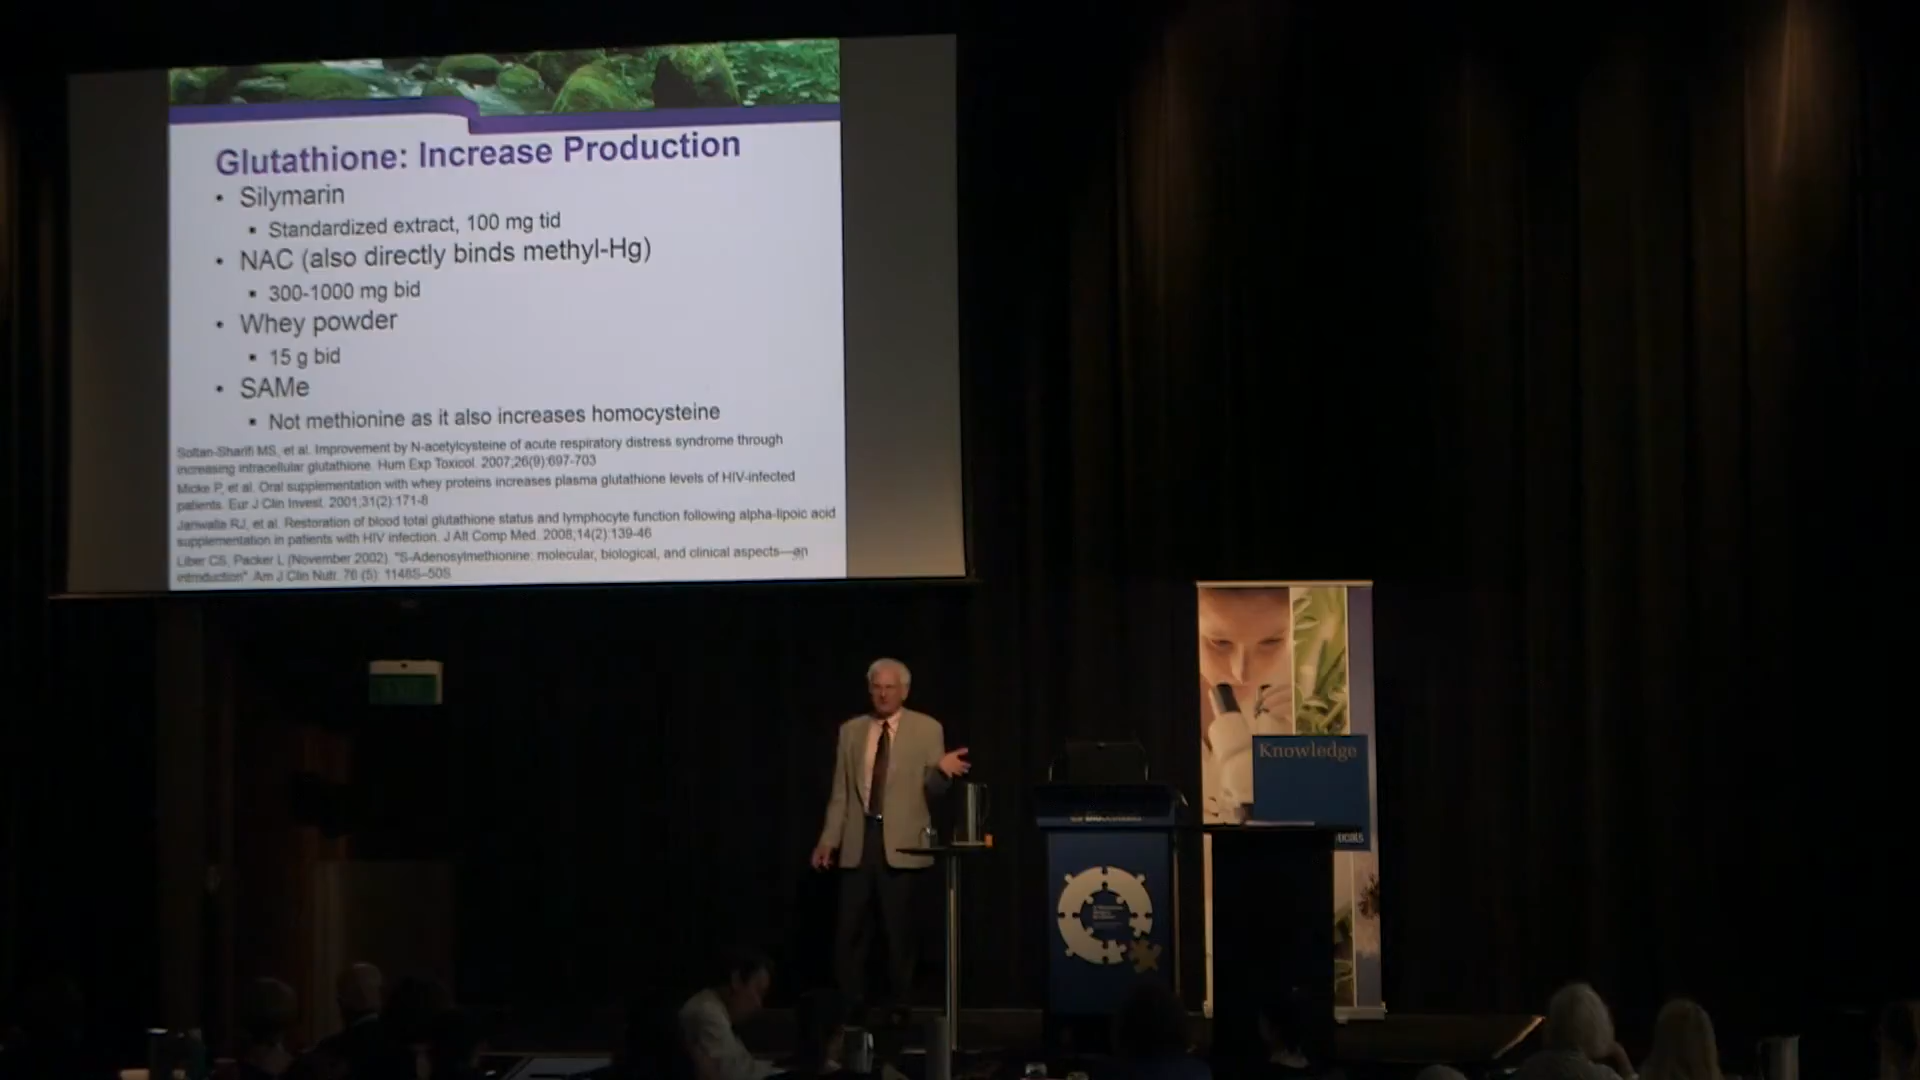 Glutathione: Increase Production
• Silymarin
▪ Standardized extract, 100 mg tid
• NAC (also directly binds methyl-Hg)
▪ 300-1000 mg bid
• Whey powder
▪ 15 g bid
• SAMe
▪ Not methionine as it also increases homocysteine
Soltan-Sharifi MS, et al. Improvement by N-acetylcysteine of acute respiratory distress syndrome through
increasing intracellular glutathione. Hum Exp Toxicol. 2007;26(9):697-703
Micke P, et al. Oral supplementation with whey proteins increases plasma glutathione levels of HIV-infected
patients. Eur J Clin Invest. 2001;31(2):171-8
Jariwalla RJ, et al. Restoration of blood total glutathione status and lymphocyte function following alpha-lipoic acid
supplementation in patients with HIV infection. J Alt Comp Med. 2008;14(2):139-46
Liber CS, Packer L (November 2002). "S-Adenosylmethionine: molecular, biological, and clinical aspects—an
introduction". Am J Clin Nutr. 76 (5): 1148S–50S
Knowledge